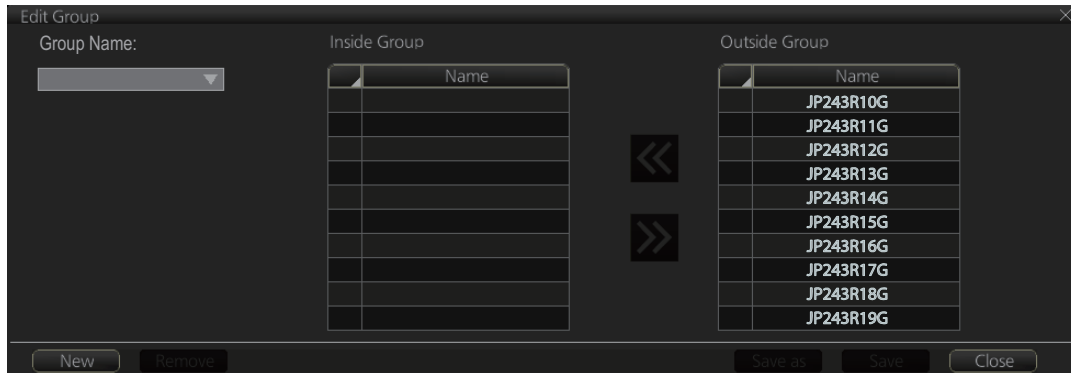 Edit Group
Group Name:
Inside Group
Name
Outside Group
Name
JP243R10G
JP243R11G
JP243R12G
JP243R13G
JP243R14G
JP243R15G
JP243R16G
JP243R17G
JP243R18G
JP243R19G
New
Remove
Save as
Save
Close